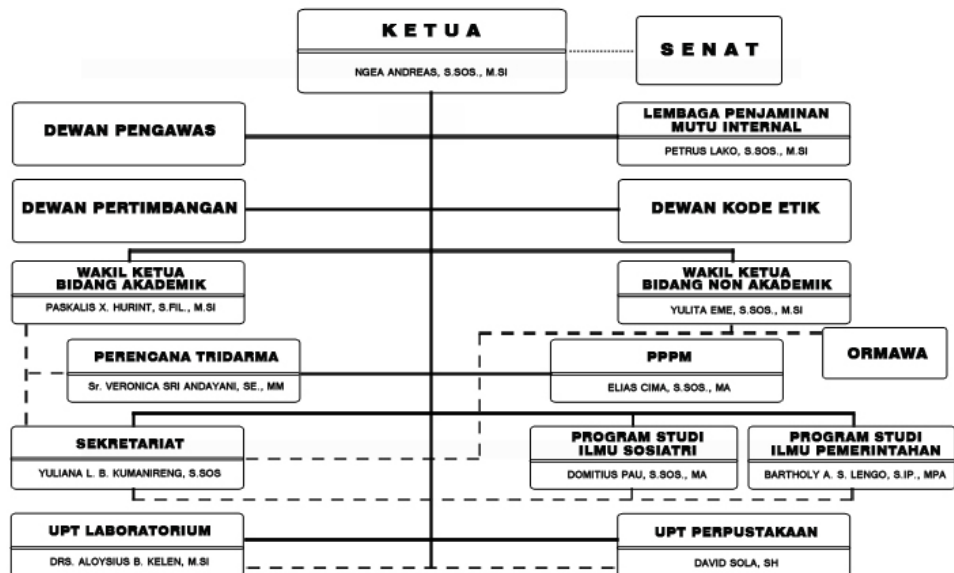 KETUA
NGEA ANDREAS, S.SOS., M.SI
SENAT
DEWAN PENGAWAS
LEMBAGA PENJAMINAN
MUTU INTERNAL
PETRUS LAKO, S.SOS., M.SI
DEWAN PERTIMBANGAN
DEWAN KODE ETIK
WAKIL KETUA
BIDANG AKADEMIK
PASKALIS X. HURINT, S.FIL., M.SI
WAKIL KETUA
BIDANG NON AKADEMIK
YULITA EME, S.SOS., M.SI
ORMAWA
PERENCANA TRIDARMA
Sr. VERONICA SRI ANDAYANI, SE., MM
PPPM
ELIAS CIMA, S.SOS., MA
SEKRETARIAT
YULIANA L. B. KUMANIRENG, S.SOS
PROGRAM STUDI
ILMU SOSIATRI
DOMITIUS PAU, S.SOS., MA
PROGRAM STUDI
ILMU PEMERINTAHAN
BARTHOLY A. S. LENGO, S.IP., MPA
UPT LABORATORIUM
DRS. ALOYSIUS B. KELEN, M.SI
UPT PERPUSTAKAAN
DAVID SOLA, SH